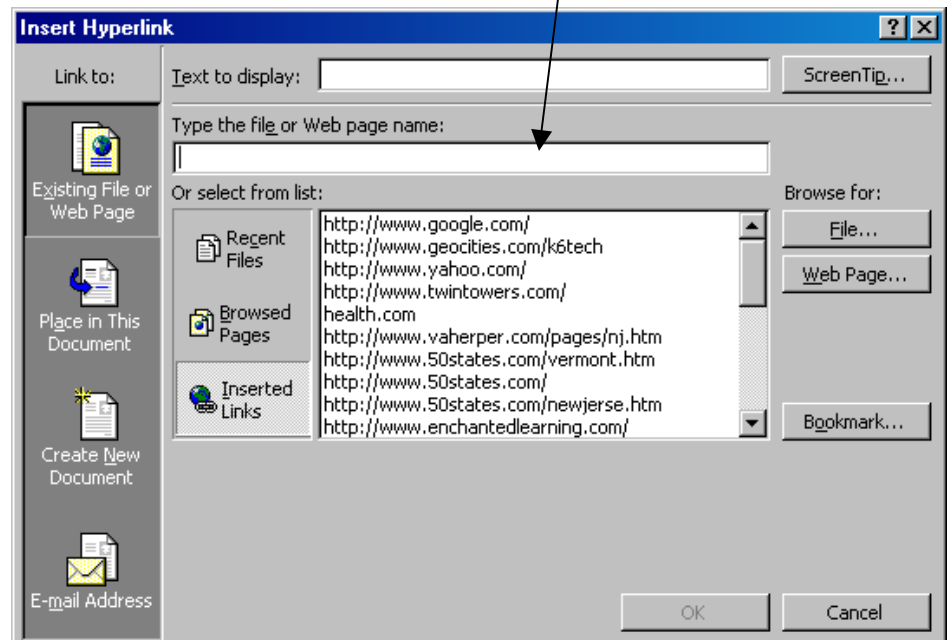 Insert Hyperlink
Link to:
Text to display:
ScreenTip...
Type the file or Web page name:
Existing File or
Web Page
Or select from list:
Browse for:
Recent
Files
Browsed
Pages
Inserted
Links
http://www.google.com/
http://www.geocities.com/k6tech
http://www.yahoo.com/
http://www.twintowers.com/
health.com
http://www.vaherper.com/pages/nj.htm
http://www.50states.com/vermont.htm
http://www.50states.com/
http://www.50states.com/newjerse.htm
http://www.enchantedlearning.com/
File...
Web Page...
Bookmark...
Place in This
Document
Create New
Document
E-mail Address
OK
Cancel